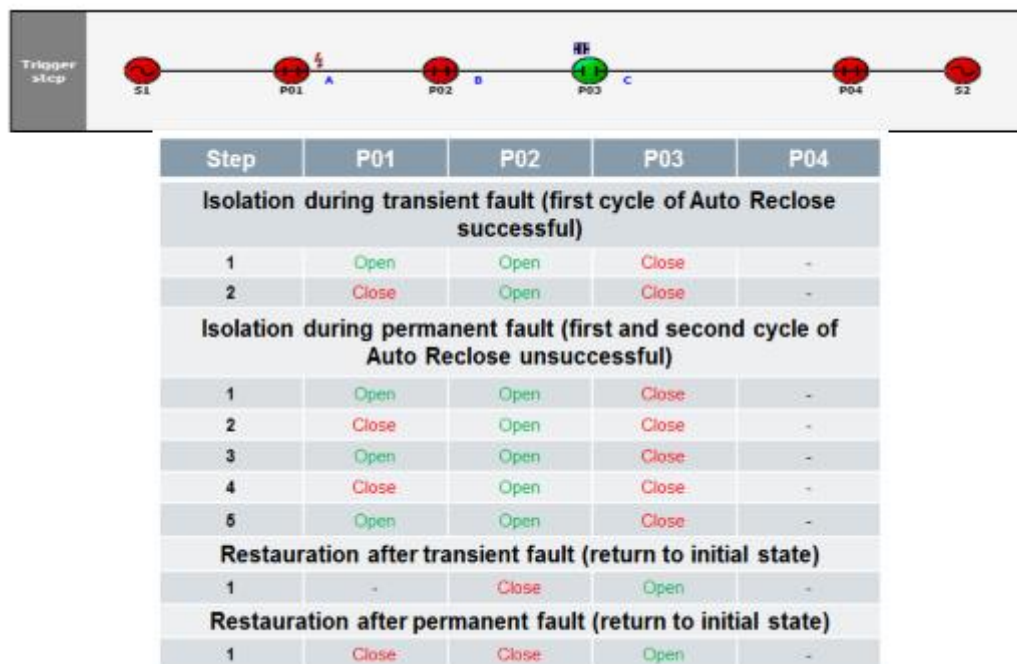 Trigger
step
S1 P01 A P02 B P03 C P04 S2
Step P01 P02 P03 P04
Isolation during transient fault (first cycle of Auto Reclose
successful)
1 Open Open Close -
2 Close Open Close -
Isolation during permanent fault (first and second cycle of
Auto Reclose unsuccessful)
1 Open Open Close -
2 Close Open Close -
3 Open Open Close -
4 Close Open Close -
5 Open Open Close -
Restauration after transient fault (return to initial state)
1 - Close Open -
Restauration after permanent fault (return to initial state)
1 Close Close Open -